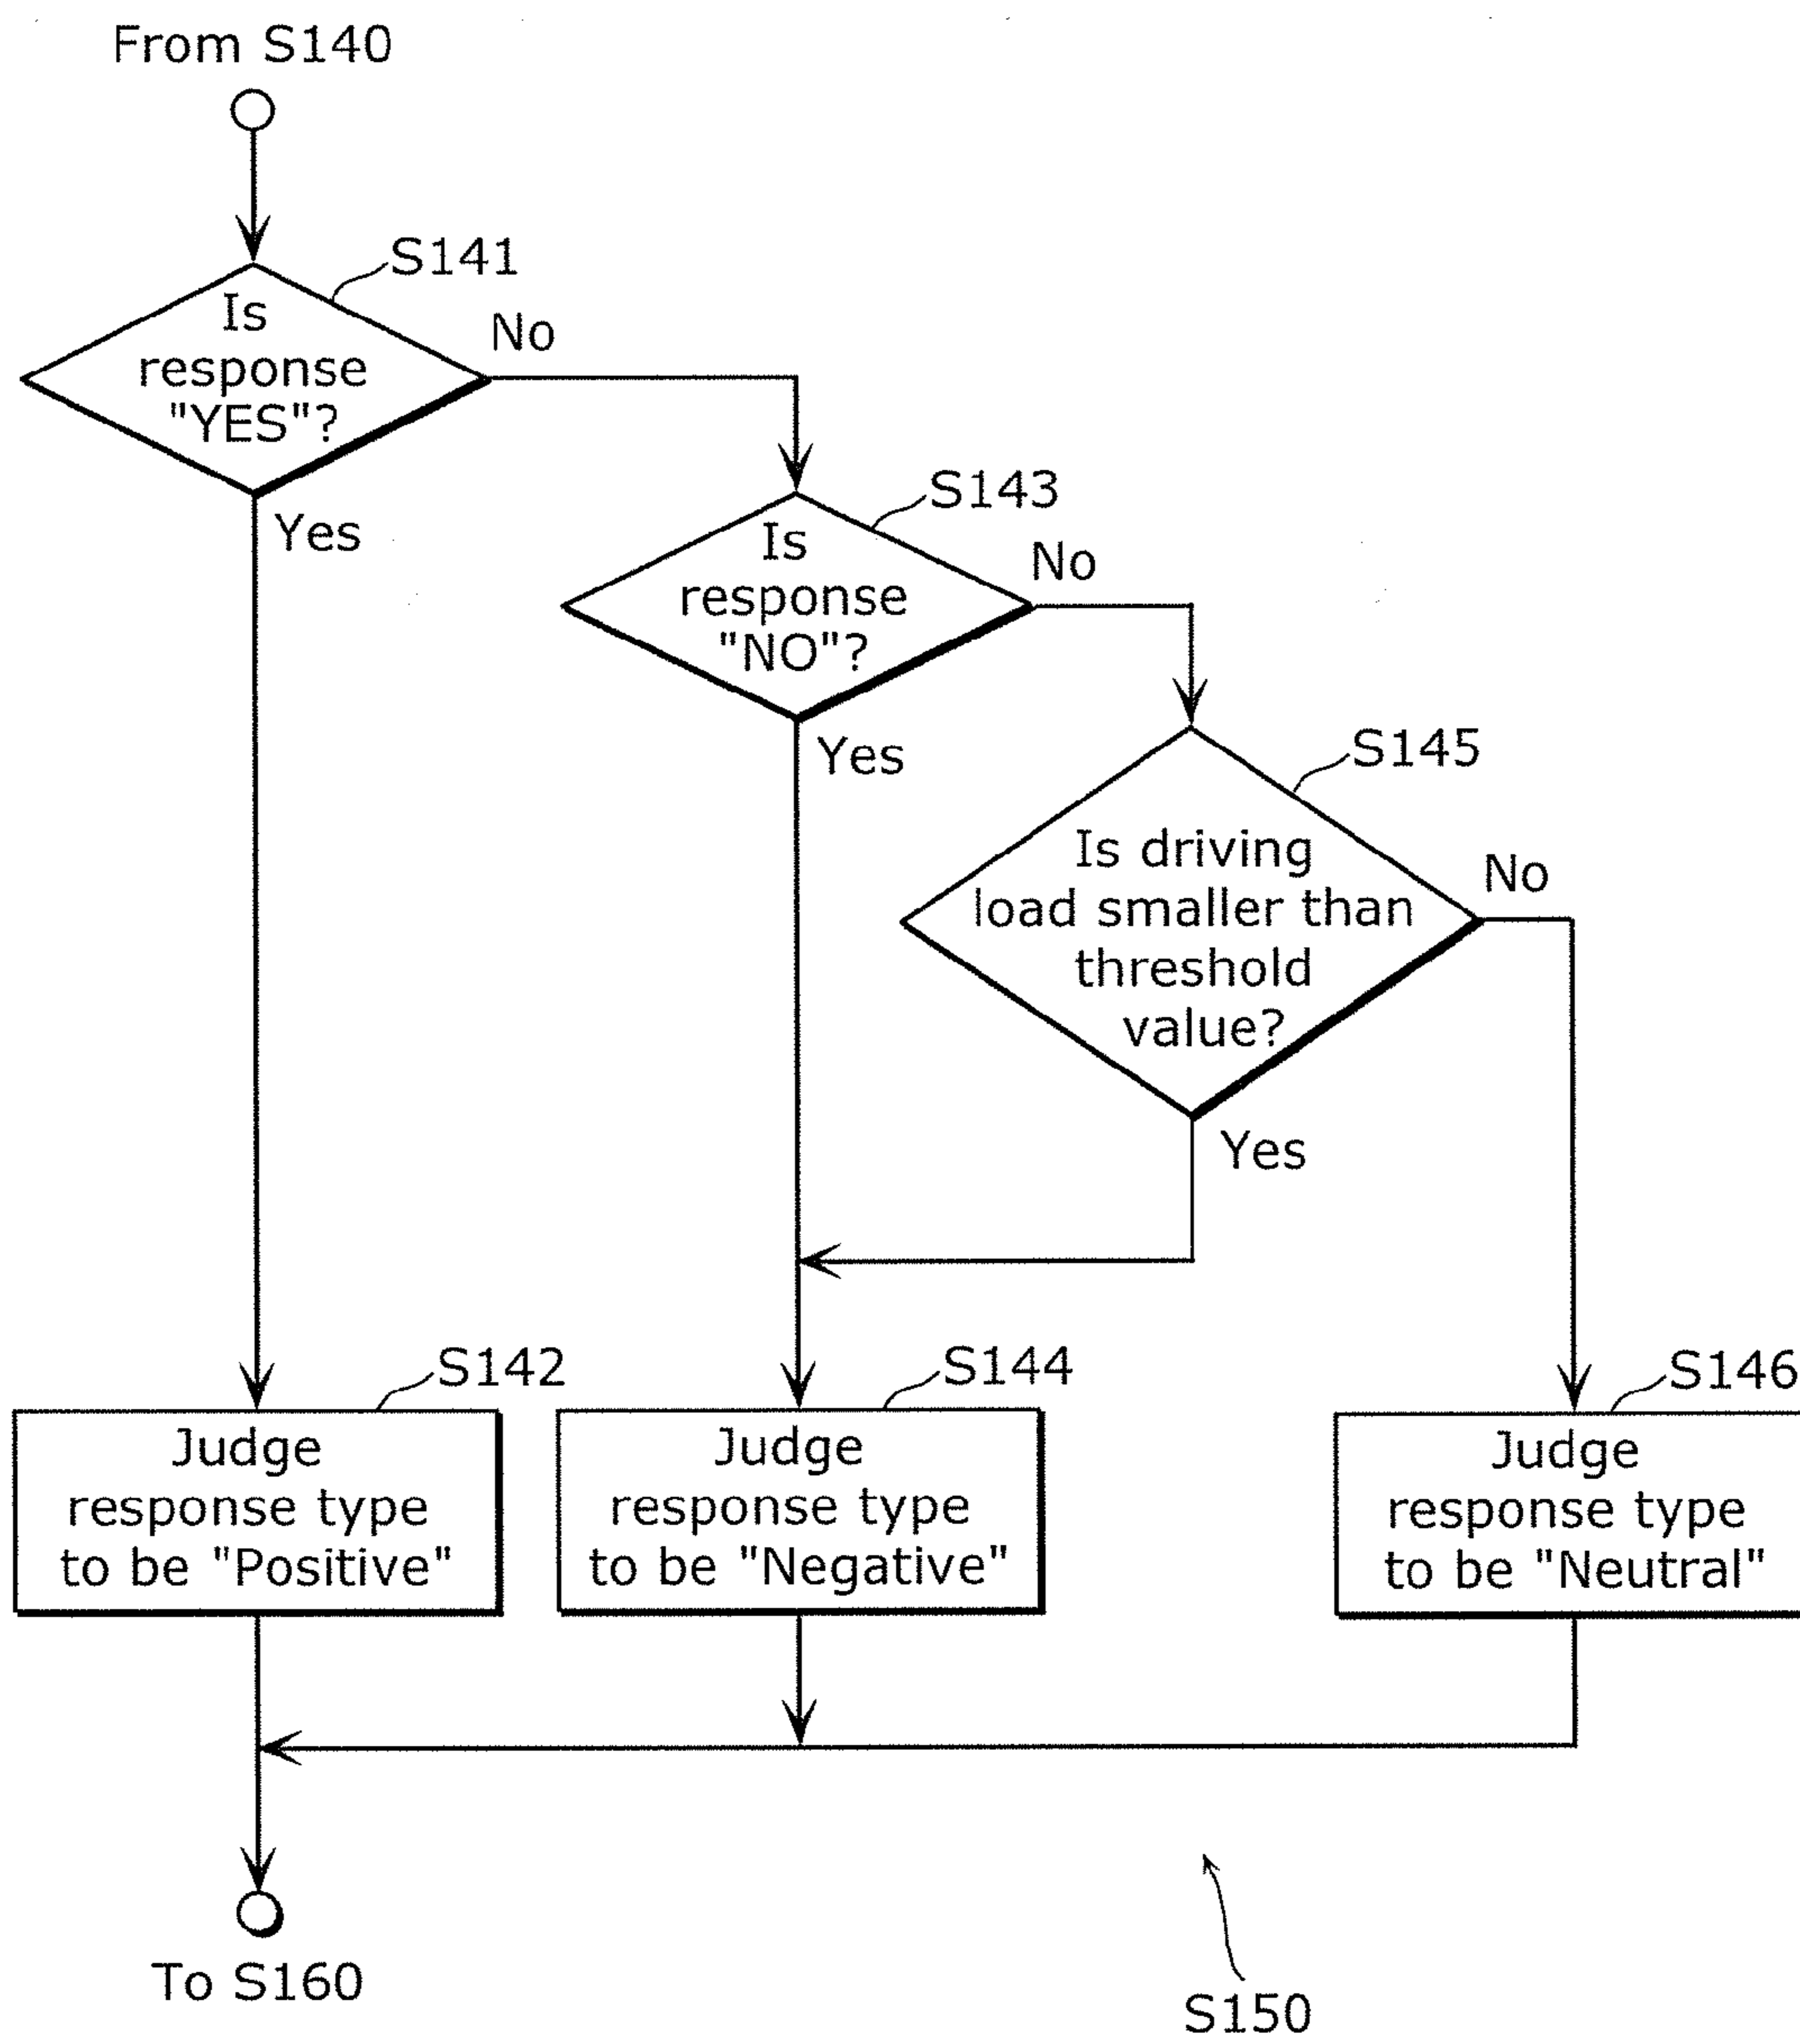 From S140
S141
Is
response
"YES"?
No
Yes
S143
Is
response
"NO"?
No
Yes
S145
Is driving
load smaller than
threshold
value?
No
Yes
S142
Judge
response type
to be "Positive"
S144
Judge
response type
to be "Negative"
S146
Judge
response type
to be "Neutral"
To S160
S150